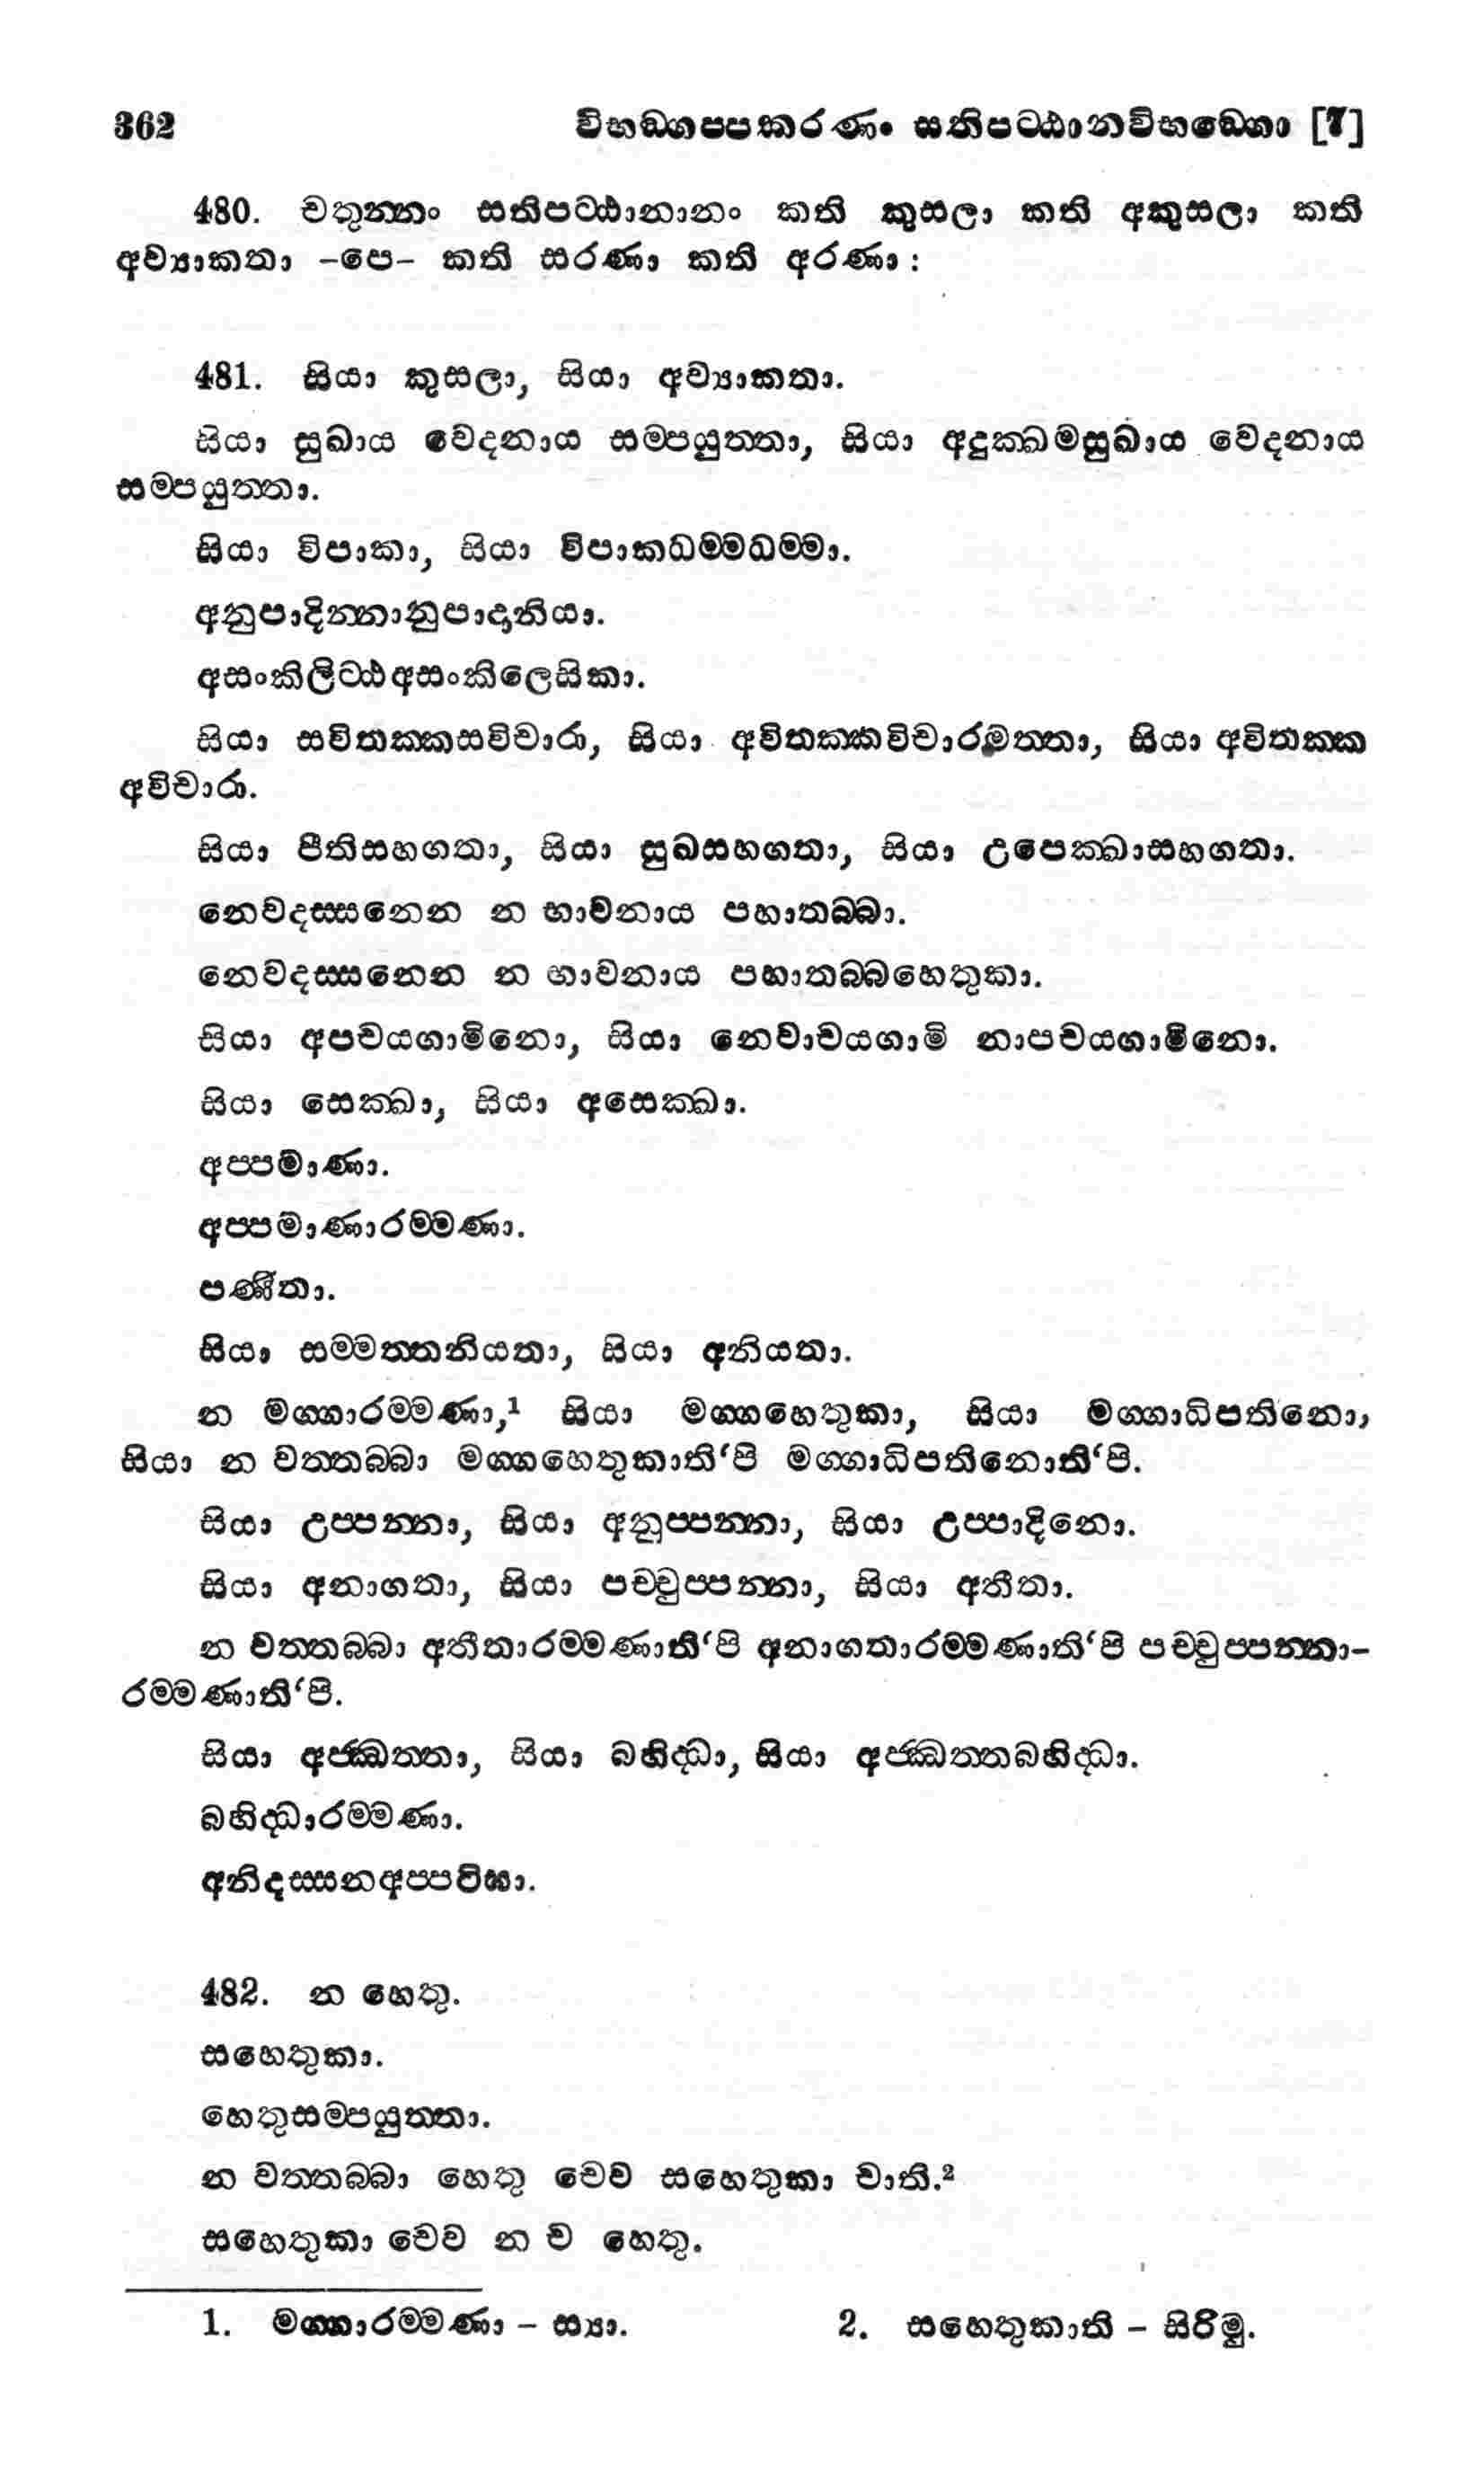 362 විභඞ්ගප්පකරණං සතිපට්ඨානවිභඞ්ගො [7]
480. චතුන්නං සතිපට්ඨානානං කති කුසලා කති අකුසලා කති
අව්‍යාකතා -පෙ- කති සරණා කති අරණා :
481. සියා කුසලා, සියා අව්‍යාකතා.
සියා සුඛාය වේදනාය සම්පයුත්තා, සියා අදුක්ඛමසුඛාය වේදනාය
සම්පයුත්තා.
සියා විපාකා, සියා විපාකධම්මධම්මා.
අනුපාදින්නානුපාදානියා.
අසංකිලිට්ඨඅසංකිලෙසිකා.
සියා සවිතක්කසවිචාරා, සියා අවිතක්කවිචාරමත්තා, සියා අවිතක්ක
අවිචාරා.
සියා පීතිසහගතා, සියා සුඛසහගතා, සියා උපෙක්ඛාසහගතා.
නෙවදස්සනෙන න භාවනාය පහාතබ්බා.
නෙවදස්සනෙන න භාවනාය පහාතබ්බහෙතුකා.
සියා අපචයගාමිනො, සියා නෙවාචයගාමි නාපචයගාමිනො.
සියා සෙක්ඛා, සියා අසෙක්ඛා.
අප්පමාණා.
අප්පමාණාරම්මණා.
පණීතා.
සියා සම්මත්තනියතා, සියා අනියතා.
න මග්ගාරම්මණා,¹ සියා මග්ගහෙතුකා, සියා මග්ගාධිපතිනො,
සියා න වත්තබ්බා මග්ගහෙතුකාති‘පි මග්ගාධිපතිනොති‘පි.
සියා උප්පන්නා, සියා අනුප්පන්නා, සියා උප්පාදිනො.
සියා අනාගතා, සියා පච්චුප්පන්නා, සියා අතීතා.
න වත්තබ්බා අතීතාරම්මණාති‘පි අනාගතාරම්මණාති‘පි පච්චුප්පන්නා-
රම්මණාති‘පි.
සියා අජ්ඣත්තා, සියා බහිද්ධා, සියා අජ්ඣත්තබහිද්ධා.
බහිද්ධාරම්මණා.
අනිදස්සනඅප්පටිඝා.
482. න හෙතු.
සහෙතුකා.
හෙතුසම්පයුත්තා.
න වත්තබ්බා හෙතු චෙව සහෙතුකා චාති.²
සහෙතුකා චෙව න ච හෙතු.
1. මග්ගාරම්මණා – ස්‍යා. 2. සහෙතුකාති – සිරිමු.